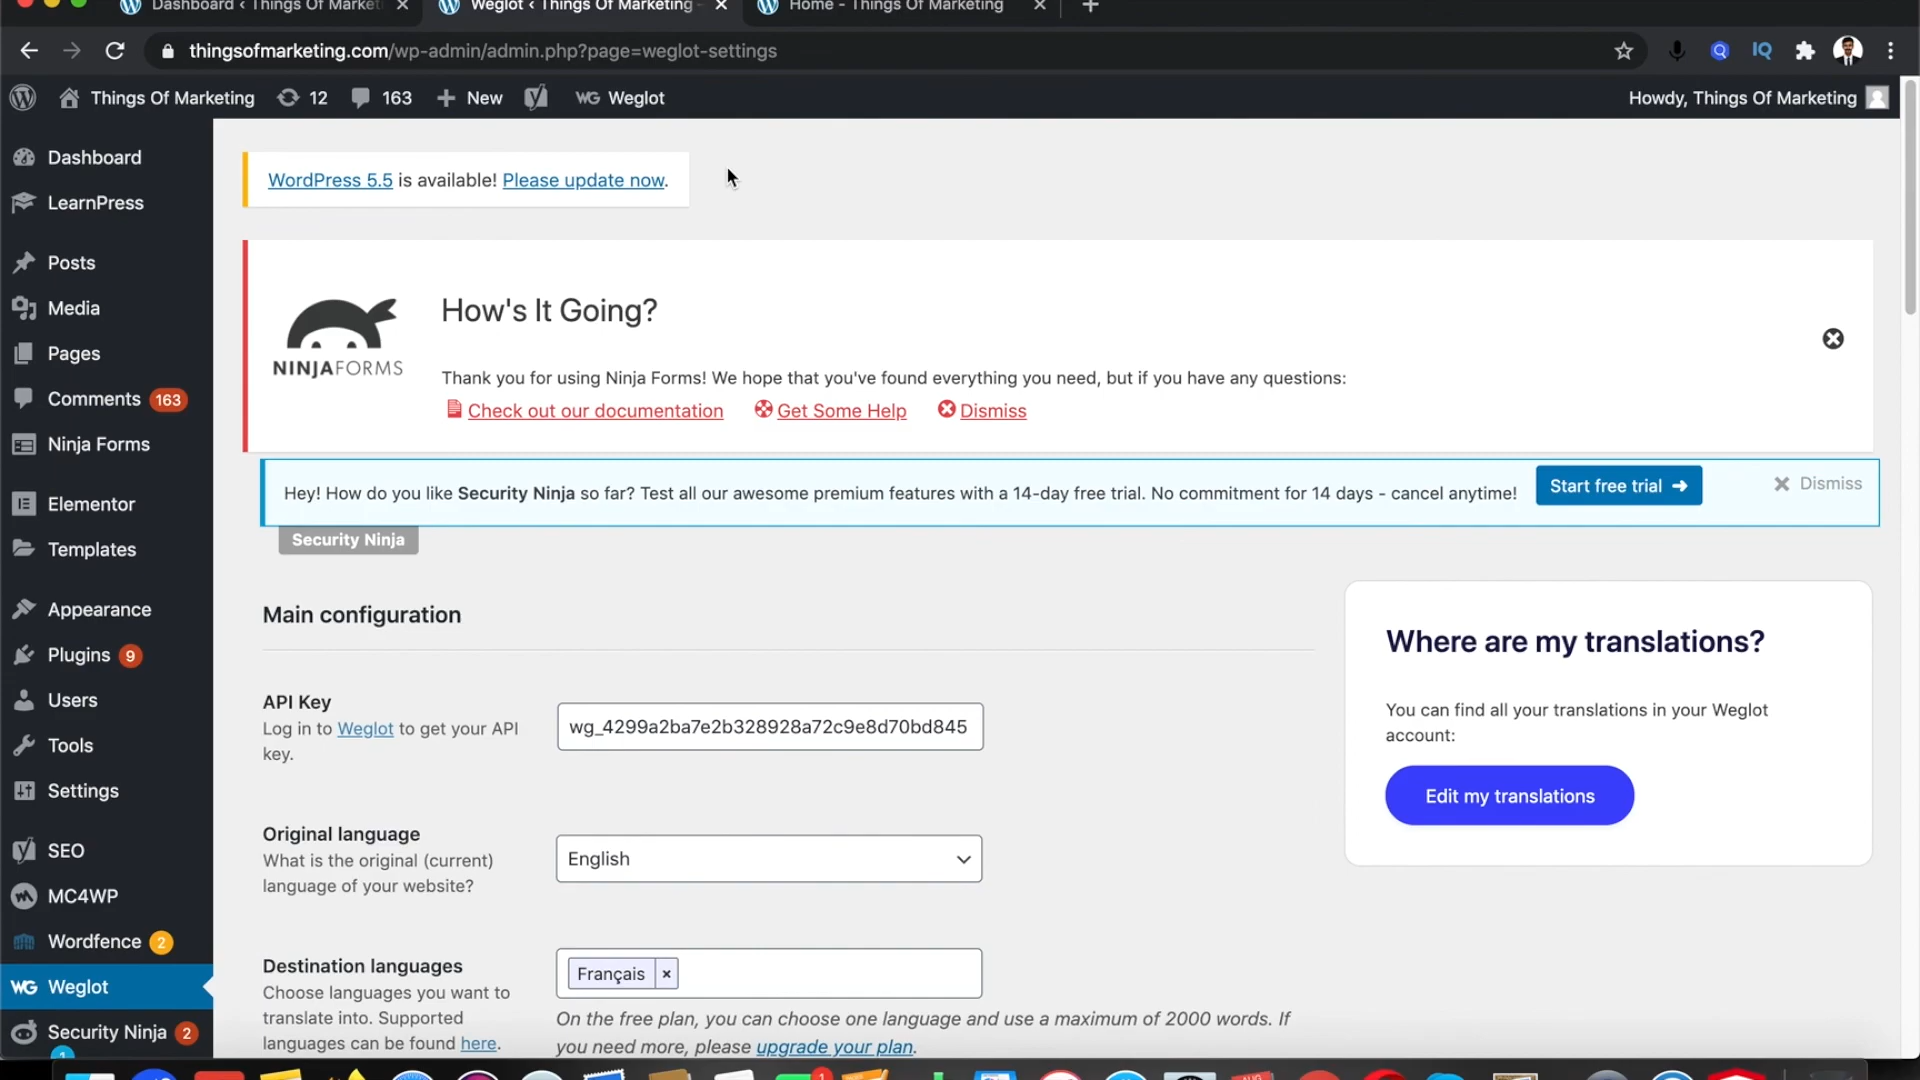 Dashboard < Things Of Market
Weglot < Things Of Marketing
Home - Things Of Marketing
thingsofmarketing.com/wp-admin/admin.php?page=weglot-settings
IQ
Things Of Marketing
12
163
New
WG Weglot
Howdy, Things Of Marketing
Dashboard
LearnPress
Posts
Media
Pages
Comments 163
Ninja Forms
Elementor
Templates
Appearance
Plugins 9
Users
Tools
Settings
SEO
MC4WP
Wordfence 2
WG Weglot
Security Ninja 2
1
WordPress 5.5 is available! Please update now.
NINJAFORMS
How's It Going?
Thank you for using Ninja Forms! We hope that you've found everything you need, but if you have any questions:
Check out our documentation
Get Some Help
Dismiss
Hey! How do you like Security Ninja so far? Test all our awesome premium features with a 14-day free trial. No commitment for 14 days - cancel anytime!
Start free trial ➜
Dismiss
Security Ninja
Main configuration
API Key
Log in to Weglot to get your API
key.
wg_4299a2ba7e2b328928a72c9e8d70bd845
Original language
What is the original (current)
language of your website?
English
Destination languages
Choose languages you want to
translate into. Supported
languages can be found here.
Français ×
On the free plan, you can choose one language and use a maximum of 2000 words. If
you need more, please upgrade your plan.
Where are my translations?
You can find all your translations in your Weglot
account:
Edit my translations
1